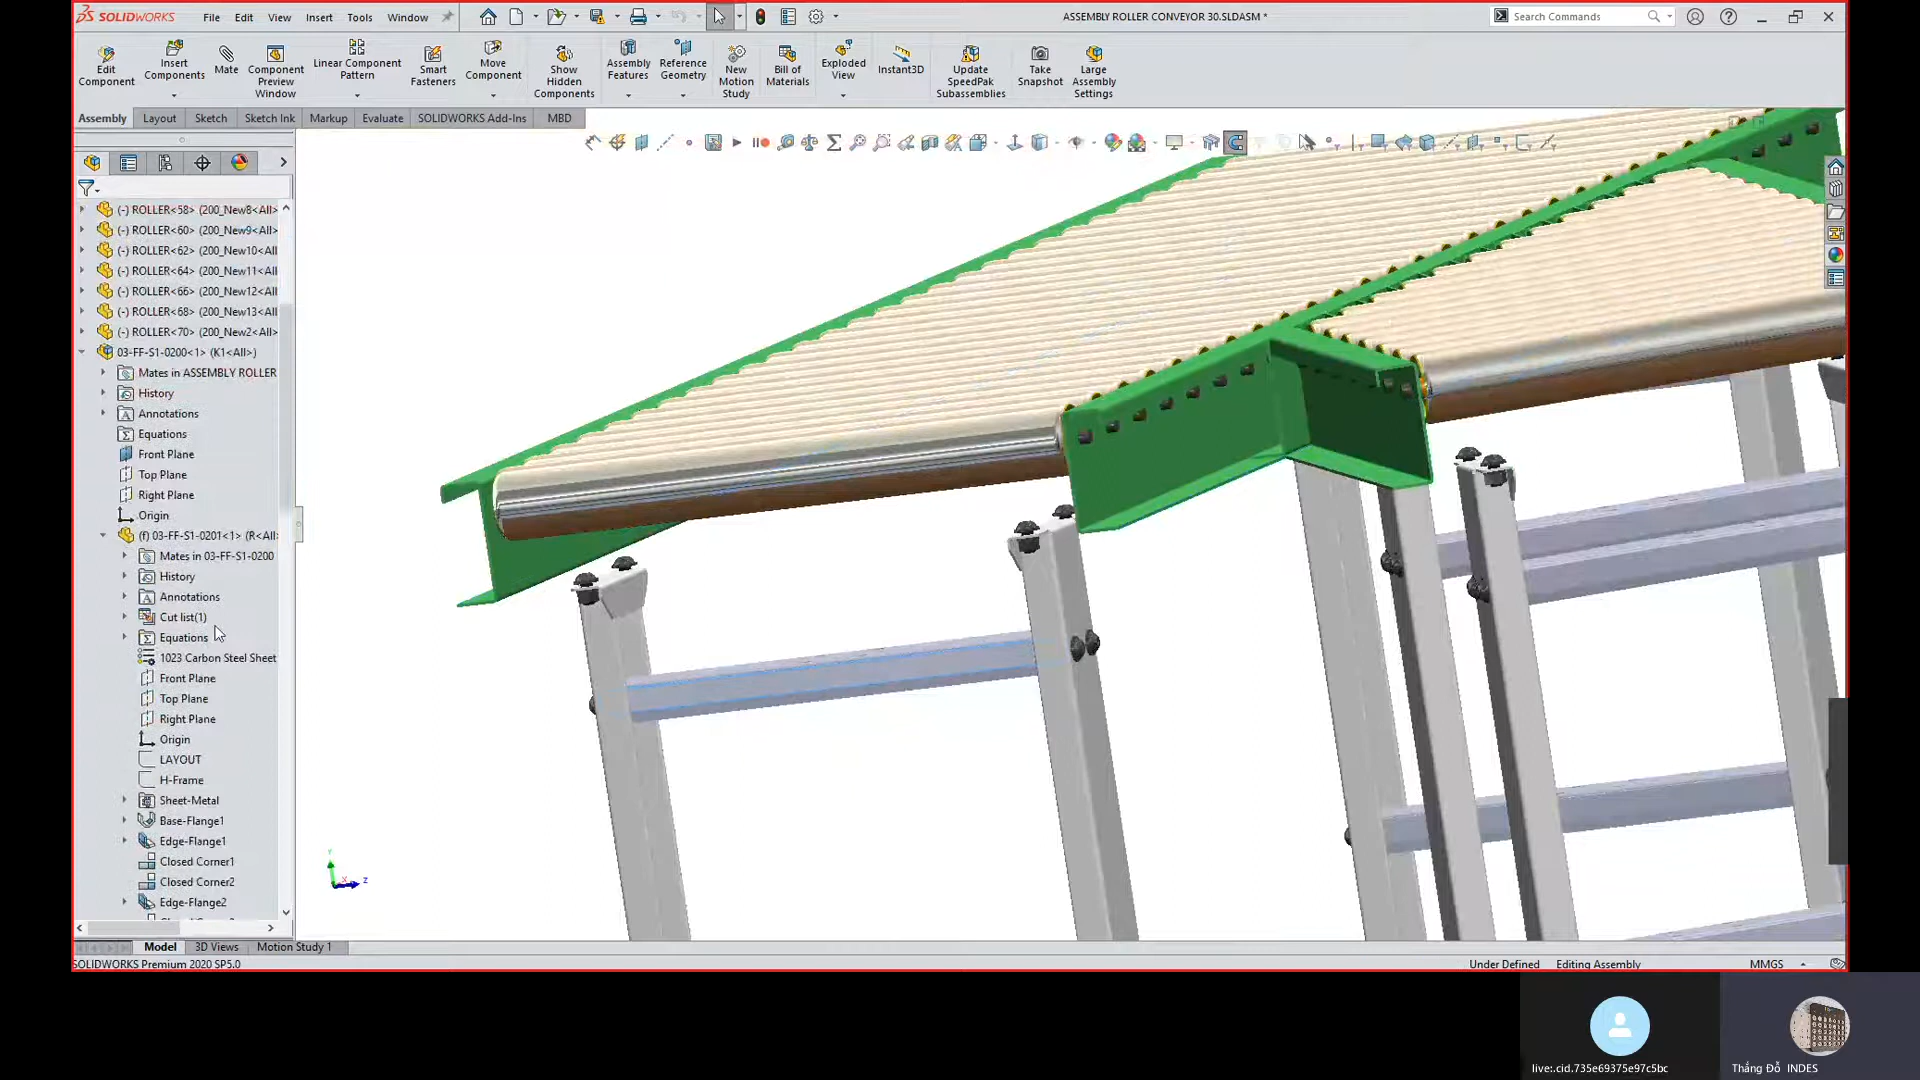 SOLIDWORKS File Edit View Insert Tools Window
ASSEMBLY ROLLER CONVEYOR 30.SLDASM *
Search Commands
Edit Component
Insert Components
Mate
Component Preview Window
Linear Component Pattern
Smart Fasteners
Move Component
Show Hidden Components
Assembly Features
Reference Geometry
New Motion Study
Bill of Materials
Exploded View
Instant3D
Update SpeedPak Subassemblies
Take Snapshot
Large Assembly Settings
Assembly Layout Sketch Sketch Ink Markup Evaluate SOLIDWORKS Add-Ins MBD
(-) ROLLER<58> (200_New8<All>
(-) ROLLER<60> (200_New9<All>
(-) ROLLER<62> (200_New10<All
(-) ROLLER<64> (200_New11<All
(-) ROLLER<66> (200_New12<All
(-) ROLLER<68> (200_New13<All
(-) ROLLER<70> (200_New2<All>
03-FF-S1-0200<1> (K1<All>)
Mates in ASSEMBLY ROLLER
History
Annotations
Equations
Front Plane
Top Plane
Right Plane
Origin
(f) 03-FF-S1-0201<1> (R<All>
Mates in 03-FF-S1-0200
History
Annotations
Cut list(1)
Equations
1023 Carbon Steel Sheet
Front Plane
Top Plane
Right Plane
Origin
LAYOUT
H-Frame
Sheet-Metal
Base-Flange1
Edge-Flange1
Closed Corner1
Closed Corner2
Edge-Flange2
Y
X
Z
Model 3D Views Motion Study 1
SOLIDWORKS Premium 2020 SP5.0
Under Defined Editing Assembly MMGS
live:.cid.735e69375e97c5bc
Thắng Đỗ INDES